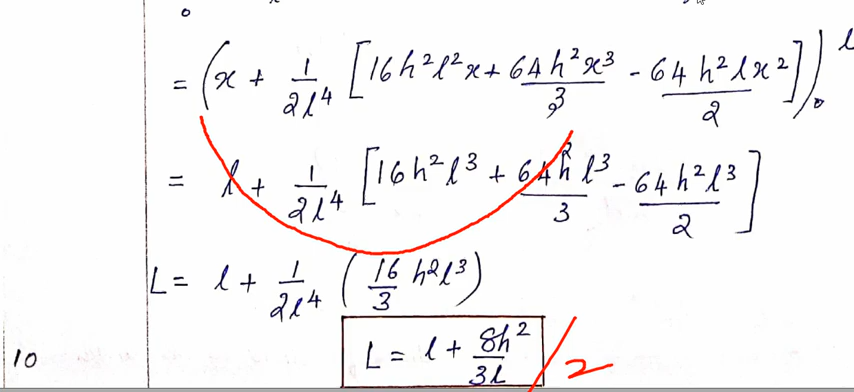 0
= (x + 1/2l⁴ [16h²l²x + 64h²x³/3 - 64h²lx²/2])₀ˡ
= l + 1/2l⁴ [16h²l³ + 64h²l³/3 - 64h²l³/2]
L = l + 1/2l⁴ (16/3 h²l³)
10 L = l + 8h²/3l /2